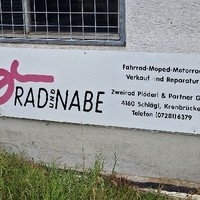 RAD UND NABE
Fahrrad-Moped-Motorrad
Verkauf und Reparatur
Zweirad Plöderl & Partner G
4160 Schlägl, Krenbrücke
Telefon (07281) 6379